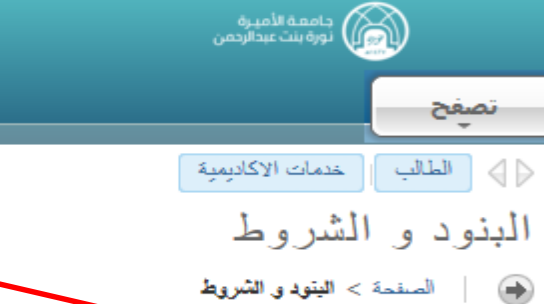 جامعة الأميرة
نورة بنت عبدالرحمن
تصفح
الطالب | خدمات الاكاديمية
البنود و الشروط
الصفحة > البنود و الشروط